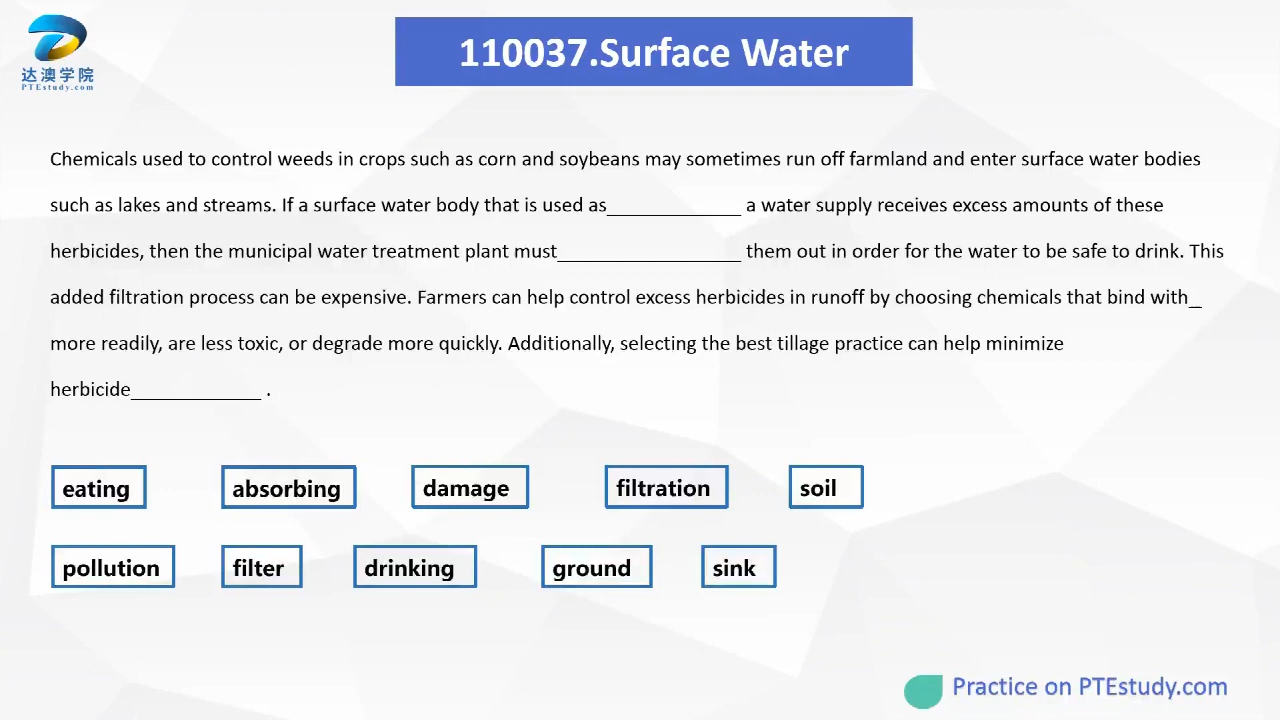 达澳学院
PTEstudy.com
110037.Surface Water
Chemicals used to control weeds in crops such as corn and soybeans may sometimes run off farmland and enter surface water bodies
such as lakes and streams. If a surface water body that is used as_____________ a water supply receives excess amounts of these
herbicides, then the municipal water treatment plant must__________________ them out in order for the water to be safe to drink. This
added filtration process can be expensive. Farmers can help control excess herbicides in runoff by choosing chemicals that bind with_
more readily, are less toxic, or degrade more quickly. Additionally, selecting the best tillage practice can help minimize
herbicide_____________ .
eating absorbing damage filtration soil
pollution filter drinking ground sink
Practice on PTEstudy.com